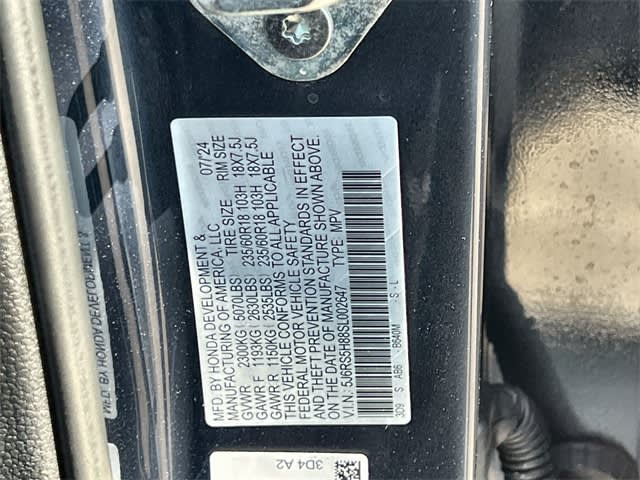 MFD. BY HONDA DEVELOPMENT & 07/24
MANUFACTURING OF AMERICA, LLC
TIRE SIZE RIM SIZE
GVWR 2300KG 5070LBS
GAWR F 1193KG 2630LBS 235/60R18 103H 18X7.5J
GAWR R 1150KG 2535LBS 235/60R18 103H 18X7.5J
THIS VEHICLE CONFORMS TO ALL APPLICABLE
FEDERAL MOTOR VEHICLE SAFETY
AND THEFT PREVENTION STANDARDS IN EFFECT
ON THE DATE OF MANUFACTURE SHOWN ABOVE.
V.I.N.: 5J6RS5H88SL002647 TYPE MPV
3D9 S AB6 B640M S - L
3D4 A2